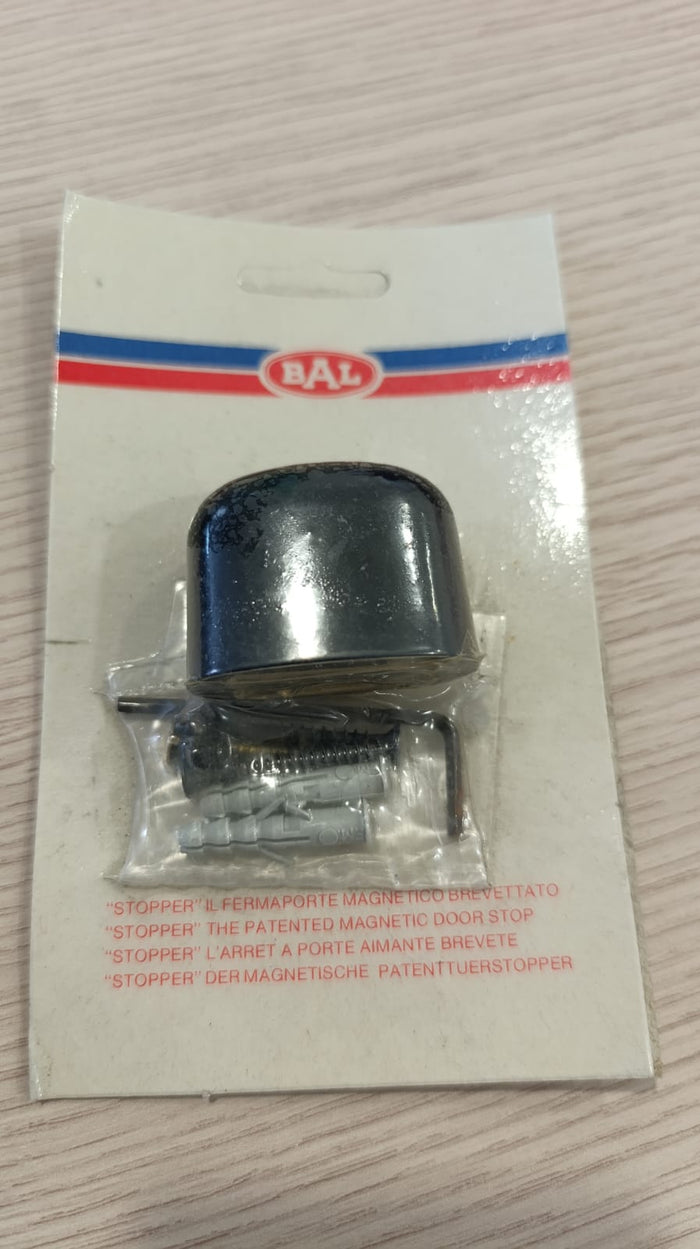 BAL
"STOPPER" IL FERMAPORTE MAGNETICO BREVETTATO
"STOPPER" THE PATENTED MAGNETIC DOOR STOP
"STOPPER" L'ARRET A PORTE AIMANTE BREVETE
"STOPPER" DER MAGNETISCHE PATENTTUERSTOPPER